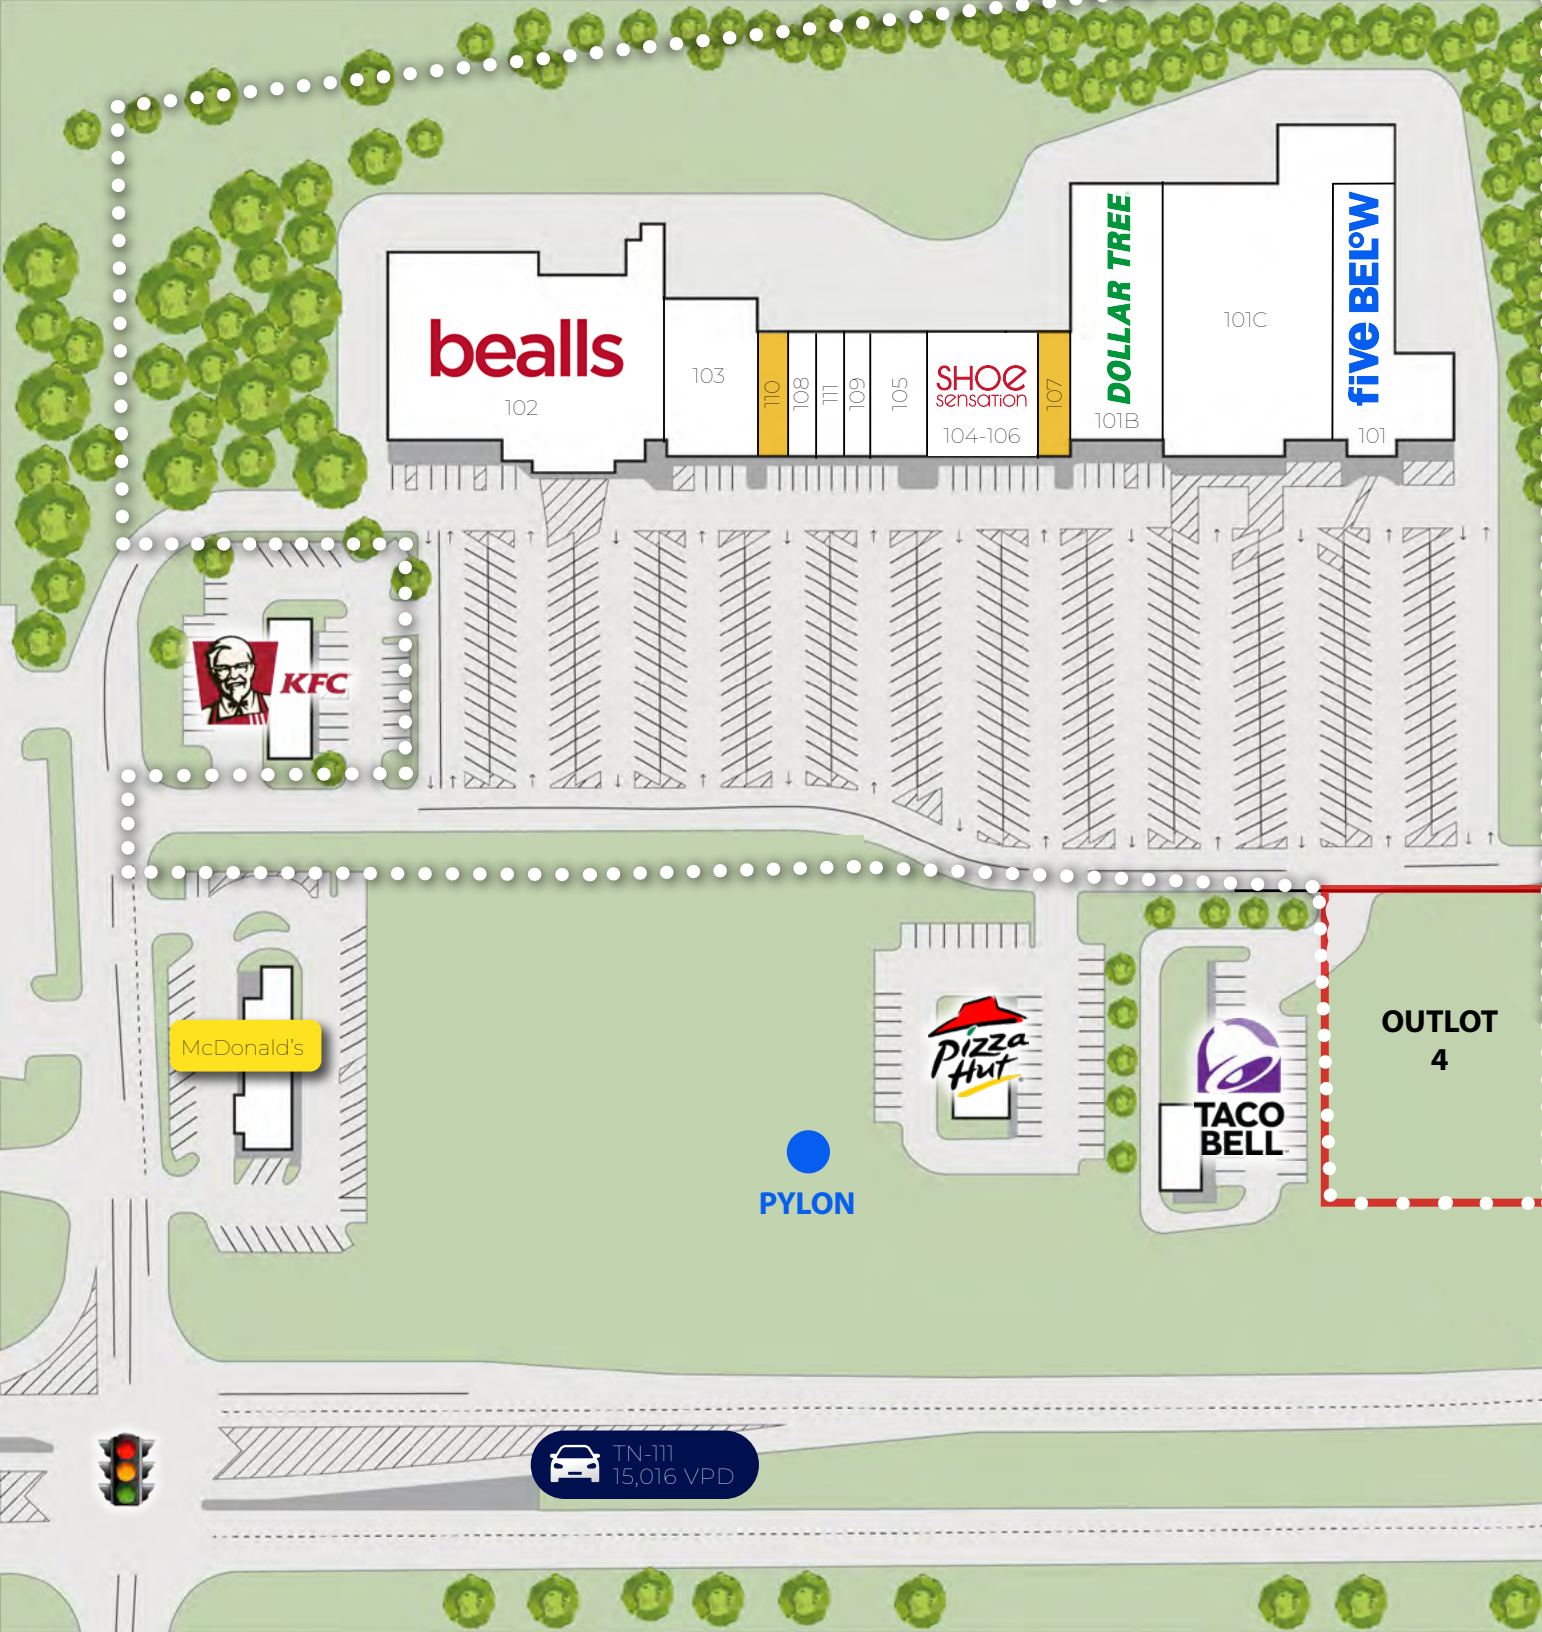 bealls
102
103
110
108
111
109
105
SHOE
sensation
104-106
107
DOLLAR TREE
101B
101C
five BELOW
101
KFC
McDonald's
Pizza
Hut
TACO
BELL
OUTLOT
4
PYLON
TN-111
15,016 VPD